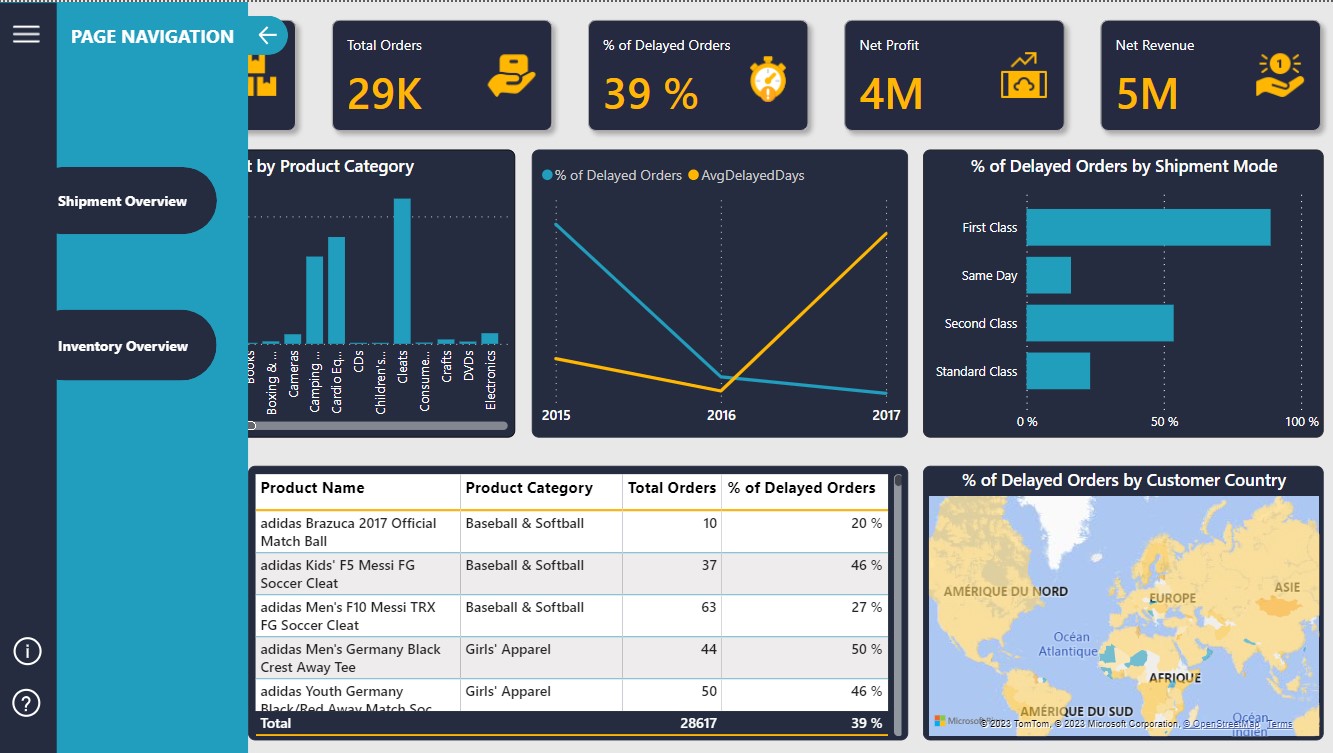 PAGE NAVIGATION
Total Orders
29K
% of Delayed Orders
39 %
Net Profit
4M
Net Revenue
1
5M
Shipment Overview
Inventory Overview
t by Product Category
Books
Boxing & ...
Cameras
Camping ...
Cardio Eq...
CDs
Children's...
Cleats
Consume...
Crafts
DVDs
Electronics
% of Delayed Orders AvgDelayedDays
2015 2016 2017
% of Delayed Orders by Shipment Mode
First Class
Same Day
Second Class
Standard Class
0 % 50 % 100 %
Product Name Product Category Total Orders % of Delayed Orders
adidas Brazuca 2017 Official Baseball & Softball 10 20 %
Match Ball
adidas Kids' F5 Messi FG Baseball & Softball 37 46 %
Soccer Cleat
adidas Men's F10 Messi TRX Baseball & Softball 63 27 %
FG Soccer Cleat
adidas Men's Germany Black Girls' Apparel 44 50 %
Crest Away Tee
adidas Youth Germany Girls' Apparel 50 46 %
Black/Red Away Match Soc
Total 28617 39 %
% of Delayed Orders by Customer Country
AMÉRIQUE DU NORD
EUROPE
ASIE
Océan
Atlantique
AFRIQUE
AMÉRIQUE DU SUD
Océan
Indien
Microsoft
© 2023 TomTom, © 2023 Microsoft Corporation, © OpenStreetMap Terms
i
?